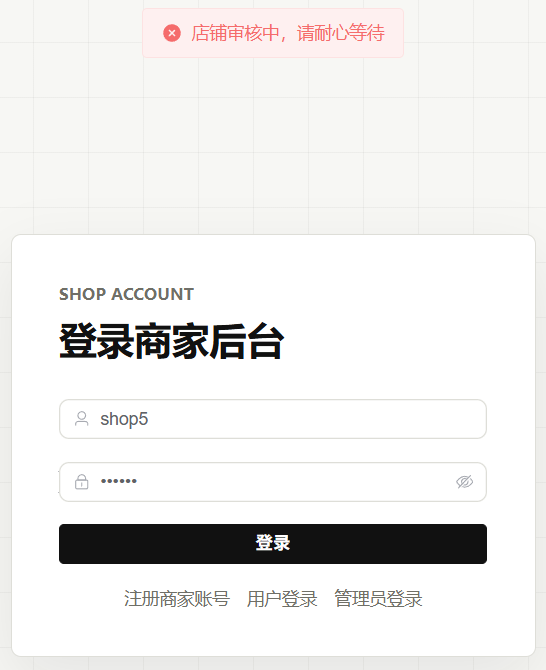 店铺审核中，请耐心等待
SHOP ACCOUNT
登录商家后台
shop5
••••••
登录
注册商家账号 用户登录 管理员登录